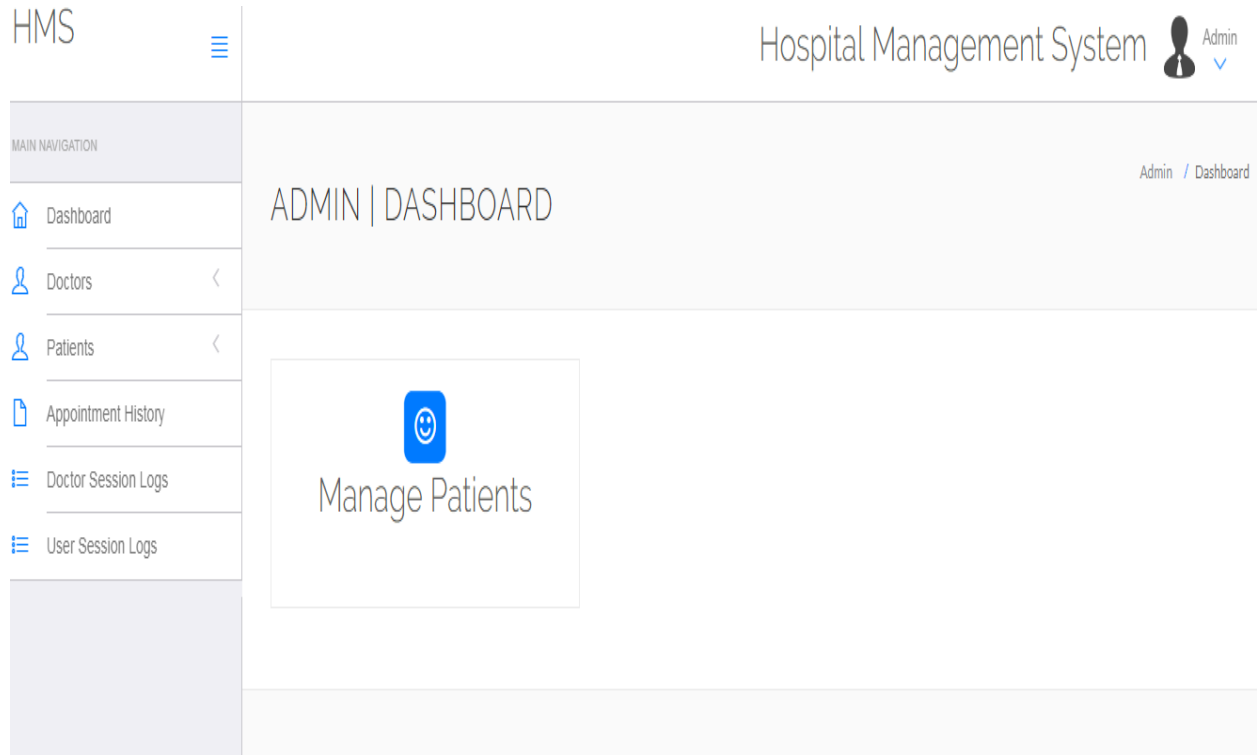 HMS
Hospital Management System
Admin
MAIN NAVIGATION
Admin / Dashboard
ADMIN | DASHBOARD
Dashboard
Doctors
Patients
Appointment History
Doctor Session Logs
User Session Logs
Manage Patients